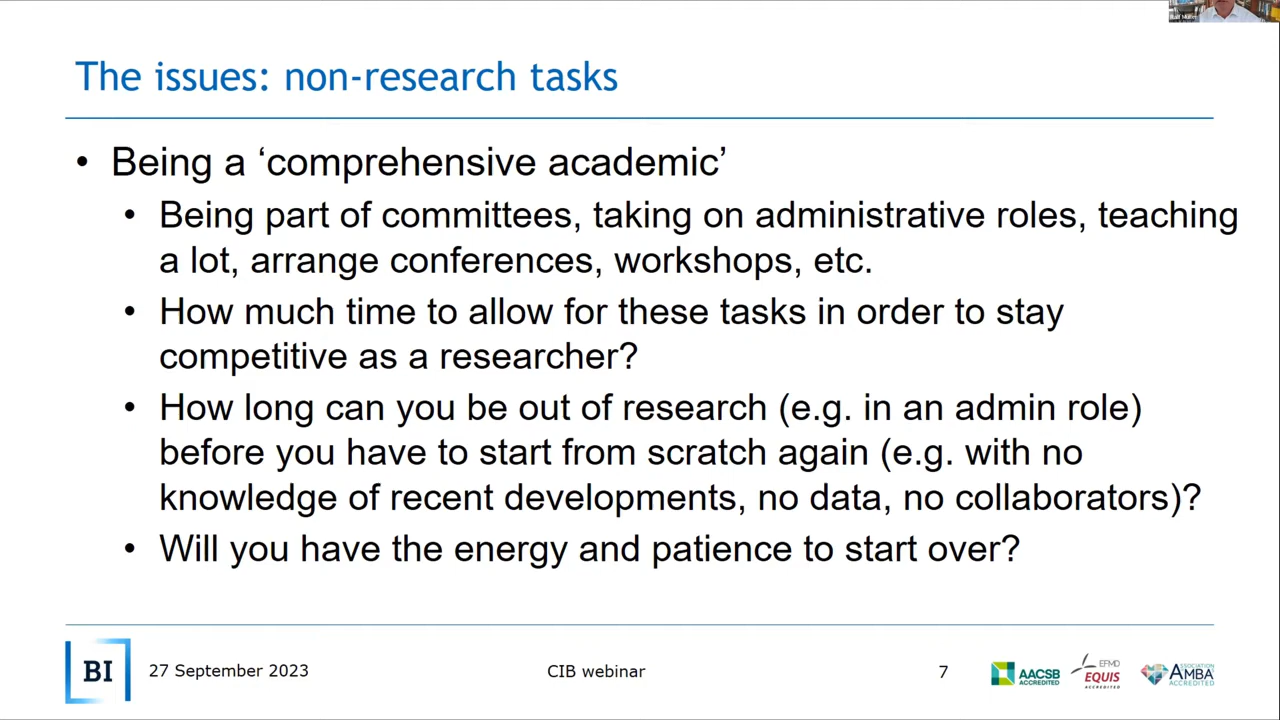 The issues: non-research tasks
• Being a ‘comprehensive academic’
• Being part of committees, taking on administrative roles, teaching
a lot, arrange conferences, workshops, etc.
• How much time to allow for these tasks in order to stay
competitive as a researcher?
• How long can you be out of research (e.g. in an admin role)
before you have to start from scratch again (e.g. with no
knowledge of recent developments, no data, no collaborators)?
• Will you have the energy and patience to start over?
BI
27 September 2023
CIB webinar
7
AACSB
ACCREDITED
EFMD
EQUIS
ACCREDITED
ASSOCIATION
AMBA
ACCREDITED